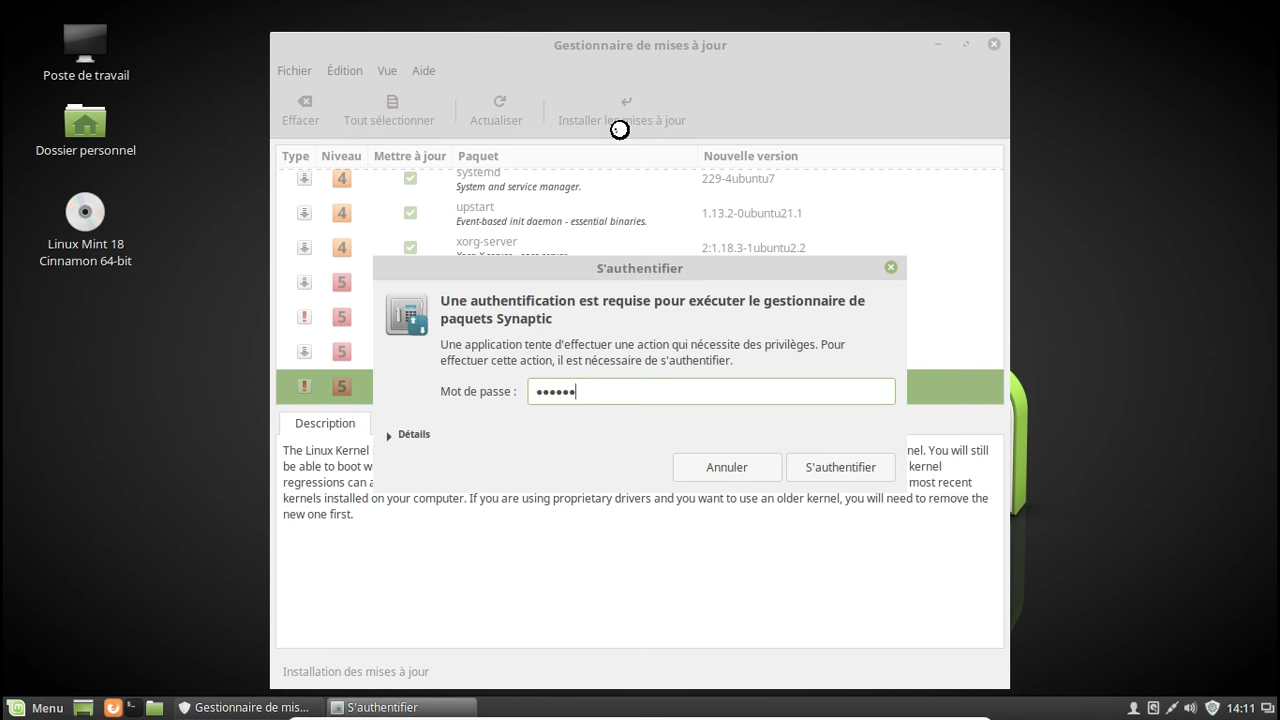 Gestionnaire de mises à jour
Poste de travail
Dossier personnel
Linux Mint 18
Cinnamon 64-bit
Fichier Édition Vue Aide
Effacer Tout sélectionner Actualiser Installer les mises à jour
Type Niveau Mettre à jour Paquet Nouvelle version
4 systemd 229-4ubuntu7
System and service manager.
4 upstart 1.13.2-0ubuntu21.1
Event-based init daemon - essential binaries.
4 xorg-server 2:1.18.3-1ubuntu2.2
5
5
5
5
S'authentifier
Une authentification est requise pour exécuter le gestionnaire de
paquets Synaptic
Une application tente d'effectuer une action qui nécessite des privilèges. Pour
effectuer cette action, il est nécessaire de s'authentifier.
Mot de passe : ••••••
Détails
Annuler S'authentifier
Description
The Linux Kernel nel. You will still
be able to boot w kernel
regressions can a most recent
kernels installed on your computer. If you are using proprietary drivers and you want to use an older kernel, you will need to remove the
new one first.
Installation des mises à jour
Menu Gestionnaire de mis... S'authentifier 14:11